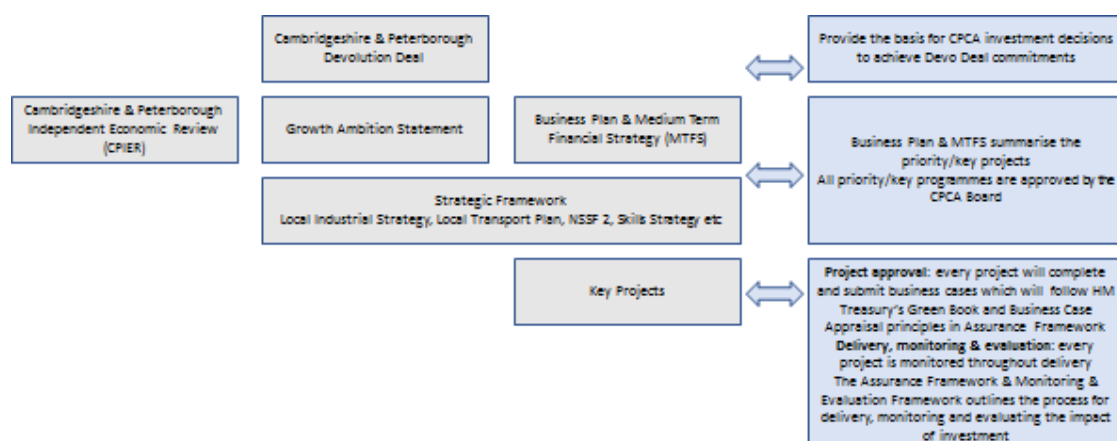 Cambridgeshire & Peterborough
Devolution Deal
Provide the basis for CPCA investment decisions
to achieve Devo Deal commitments
Cambridgeshire & Peterborough
Independent Economic Review
(CPIER)
Growth Ambition Statement
Business Plan & Medium Term
Financial Strategy (MTFS)
Business Plan & MTFS summarise the
priority/key projects
All priority/key programmes are approved by the
CPCA Board
Strategic Framework
Local Industrial Strategy, Local Transport Plan, NSSF 2, Skills Strategy etc
Key Projects
Project approval: every project will complete
and submit business cases which will follow HM
Treasury's Green Book and Business Case
Appraisal principles in Assurance Framework
Delivery, monitoring & evaluation: every
project is monitored throughout delivery
The Assurance Framework & Monitoring &
Evaluation Framework outlines the process for
delivery, monitoring and evaluating the impact
of investment